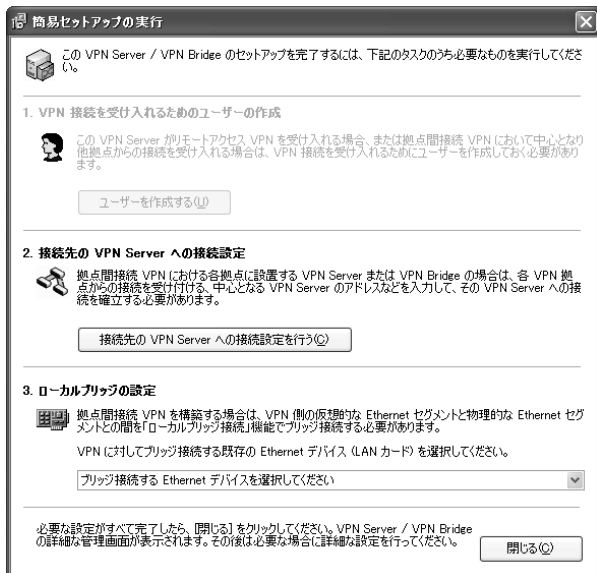 簡易セットアップの実行
この VPN Server / VPN Bridge のセットアップを完了するには、下記のタスクのうち必要なものを実行してくださ
い。
1. VPN 接続を受け入れるためのユーザーの作成
この VPN Server がリモートアクセス VPN を受け入れる場合、または拠点間接続 VPN において中心となり
他拠点からの接続を受け入れる場合は、VPN 接続を受け入れるためにユーザーを作成しておく必要があり
ます。
ユーザーを作成する(U)
2. 接続先の VPN Server への接続設定
拠点間接続 VPN における各拠点に設置する VPN Server または VPN Bridge の場合は、各 VPN 拠
点からの接続を受け付ける、中心となる VPN Server のアドレスなどを入力して、その VPN Server への接
続を確立する必要があります。
接続先の VPN Server への接続設定を行う(C)
3. ローカルブリッジの設定
拠点間接続 VPN を構築する場合は、VPN 側の仮想的な Ethernet セグメントと物理的な Ethernet セグ
メントとの間を「ローカルブリッジ接続」機能でブリッジ接続する必要があります。
VPN に対してブリッジ接続する既存の Ethernet デバイス (LAN カード) を選択してください。
ブリッジ接続する Ethernet デバイスを選択してください
必要な設定がすべて完了したら、[閉じる] をクリックしてください。VPN Server / VPN Bridge
の詳細な管理画面が表示されます。その後は必要な場合に詳細な設定を行ってください。
閉じる(C)